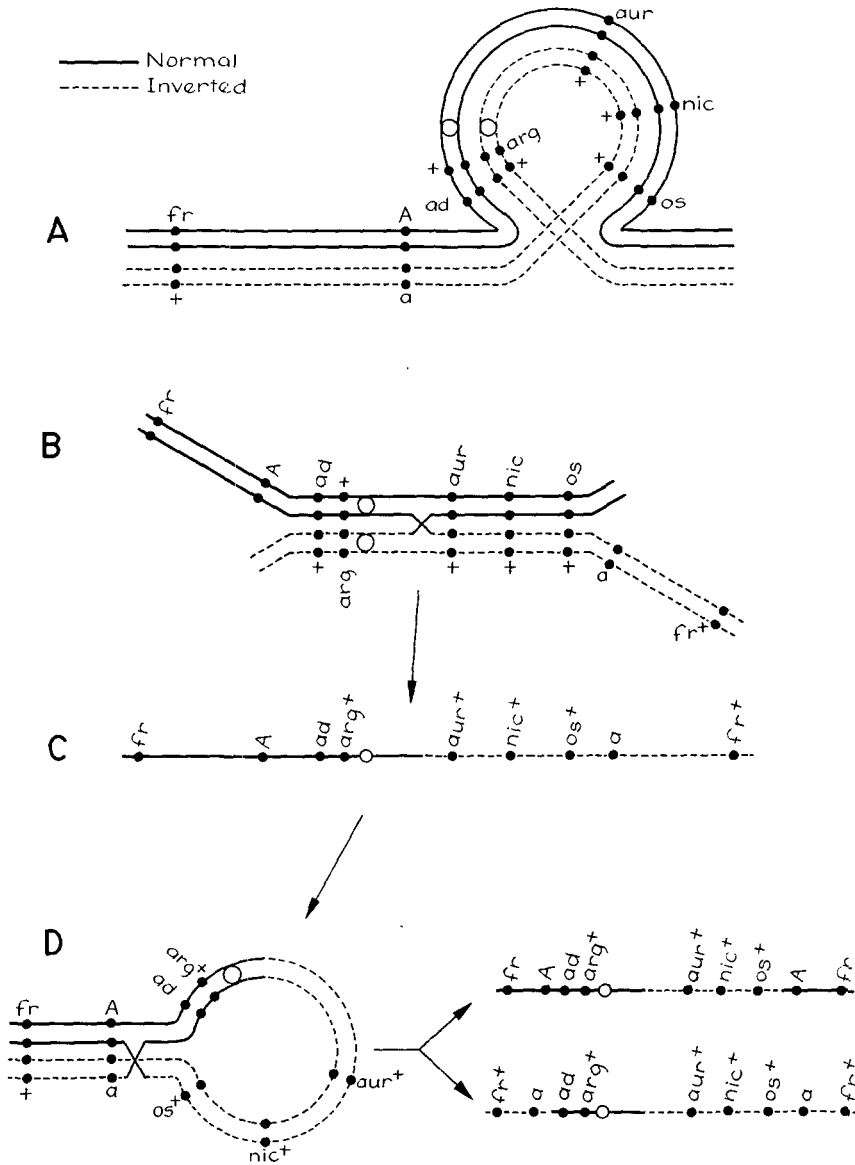 Normal
Inverted
A
aur
nic
os
+
+
+
arg
+
+
ad
fr
A
+
a
B
fr
A
ad
+
aur
nic
os
+
arg
+
+
+
a
fr+
C
fr
A
ad
arg+
aur+
nic+
os+
a
fr+
D
fr
A
ad
arg+
+
a
os+
nic+
aur+
fr
A
ad
arg+
aur+
nic+
os+
A
fr
fr+
a
ad
arg+
aur+
nic+
os+
a
fr+